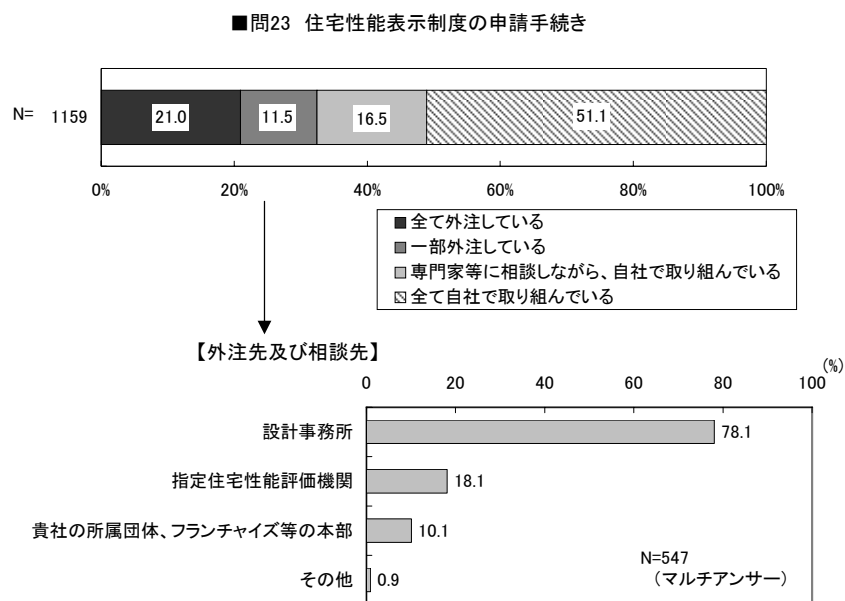 ■問23 住宅性能表示制度の申請手続き
N= 1159
21.0 11.5 16.5 51.1
0% 20% 40% 60% 80% 100%
全て外注している
一部外注している
専門家等に相談しながら、自社で取り組んでいる
全て自社で取り組んでいる
【外注先及び相談先】
(%)
0 20 40 60 80 100
設計事務所 78.1
指定住宅性能評価機関 18.1
貴社の所属団体、フランチャイズ等の本部 10.1
その他 0.9
N=547
(マルチアンサー)